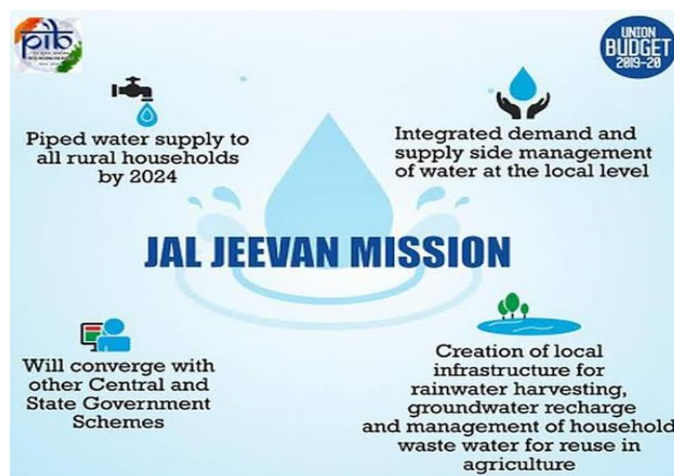 pib
UNION
BUDGET
2019-20
Piped water supply to
all rural households
by 2024
Integrated demand and
supply side management
of water at the local level
JAL JEEVAN MISSION
Will converge with
other Central and
State Government
Schemes
Creation of local
infrastructure for
rainwater harvesting,
groundwater recharge
and management of household
waste water for reuse in
agriculture